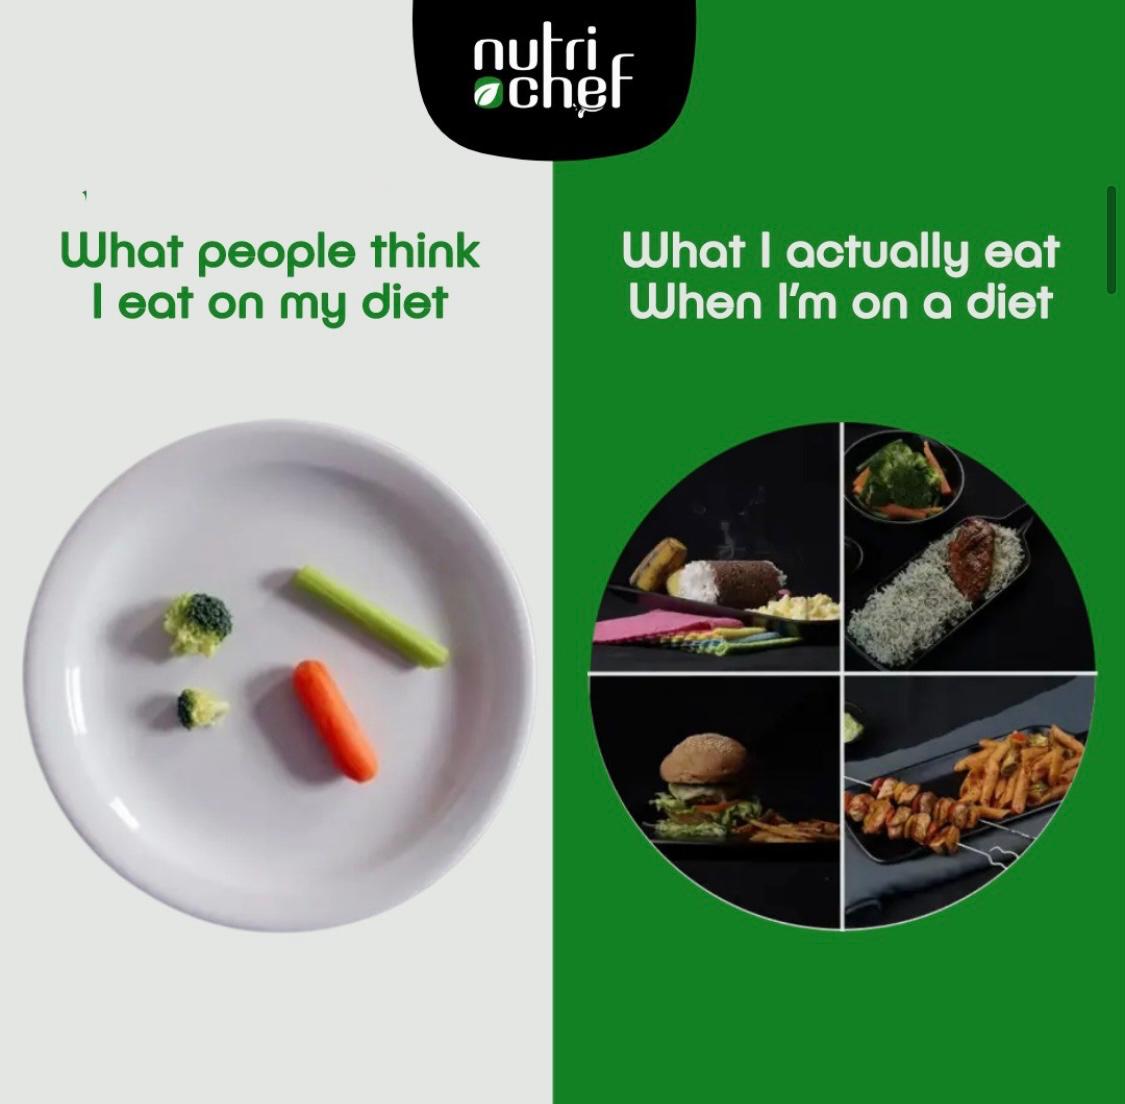 nutri
chef
What people think
I eat on my diet
What I actually eat
When I'm on a diet